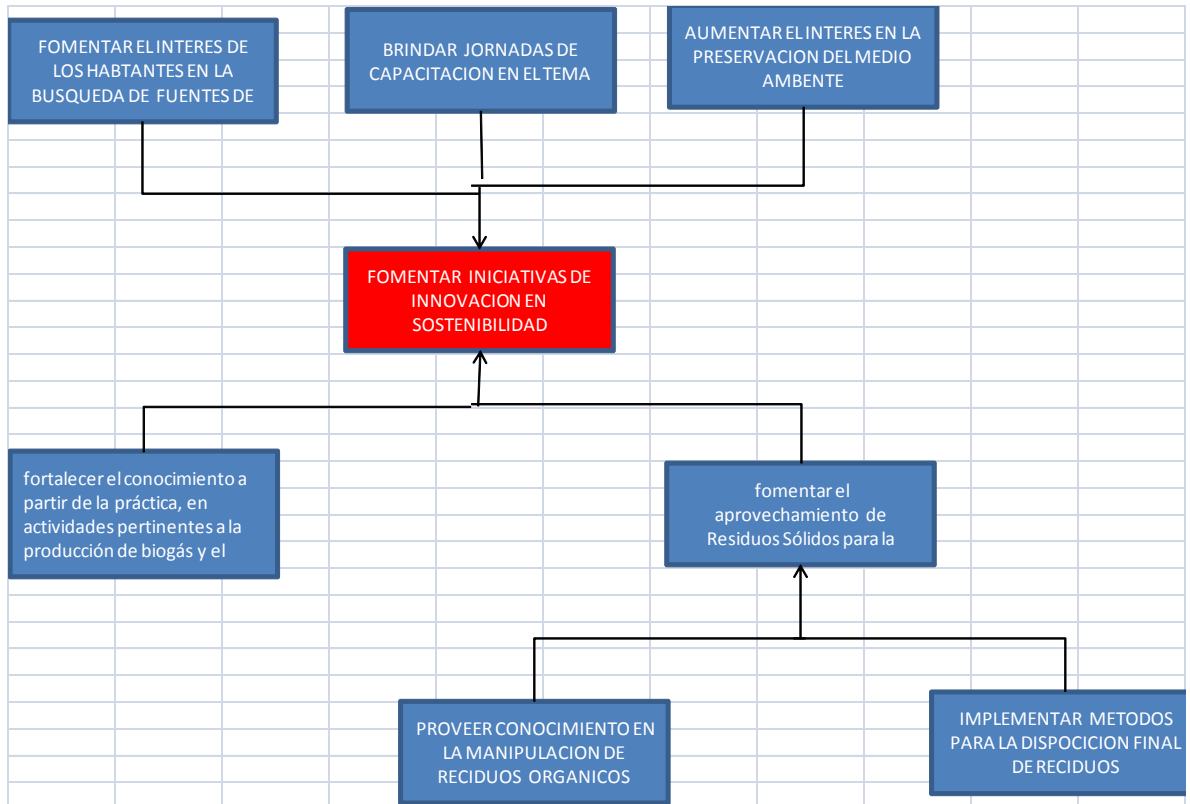 FOMENTAR EL INTERES DE
LOS HABTANTES EN LA
BUSQUEDA DE FUENTES DE
BRINDAR JORNADAS DE
CAPACITACION EN EL TEMA
AUMENTAR EL INTERES EN LA
PRESERVACION DEL MEDIO
AMBENTE
FOMENTAR INICIATIVAS DE
INNOVACION EN
SOSTENIBILIDAD
fortalecer el conocimiento a
partir de la práctica, en
actividades pertinentes a la
producción de biogás y el
fomentar el
aprovechamiento de
Residuos Sólidos para la
PROVEER CONOCIMIENTO EN
LA MANIPULACION DE
RECIDUOS ORGANICOS
IMPLEMENTAR METODOS
PARA LA DISPOCICION FINAL
DE RECIDUOS